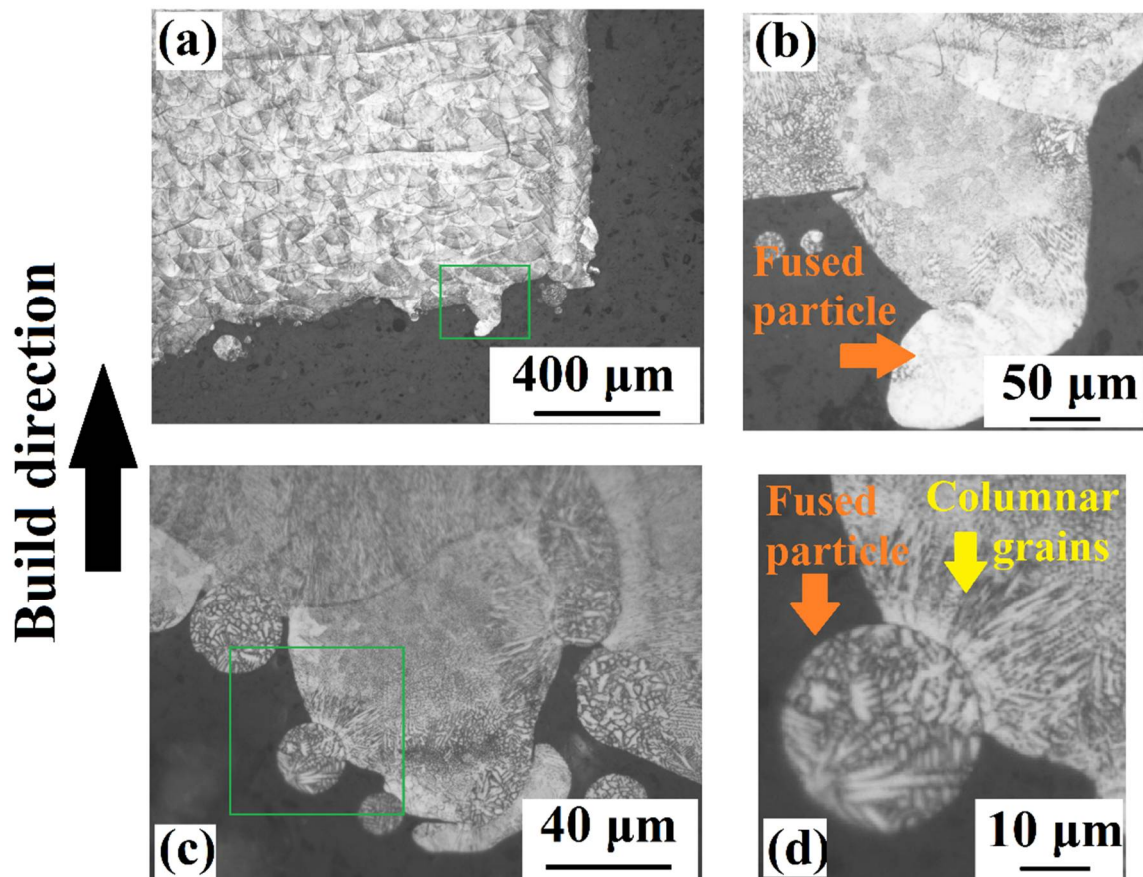 Build direction
(a)
400 μm
(b)
Fused
particle
50 μm
(c)
40 μm
Fused
particle
Columnar
grains
(d)
10 μm